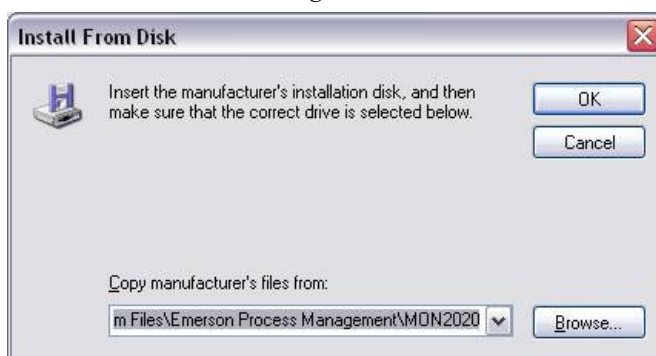 Install From Disk
Insert the manufacturer's installation disk, and then
make sure that the correct drive is selected below.
OK
Cancel
Copy manufacturer's files from:
m Files\Emerson Process Management\MON2020
Browse...